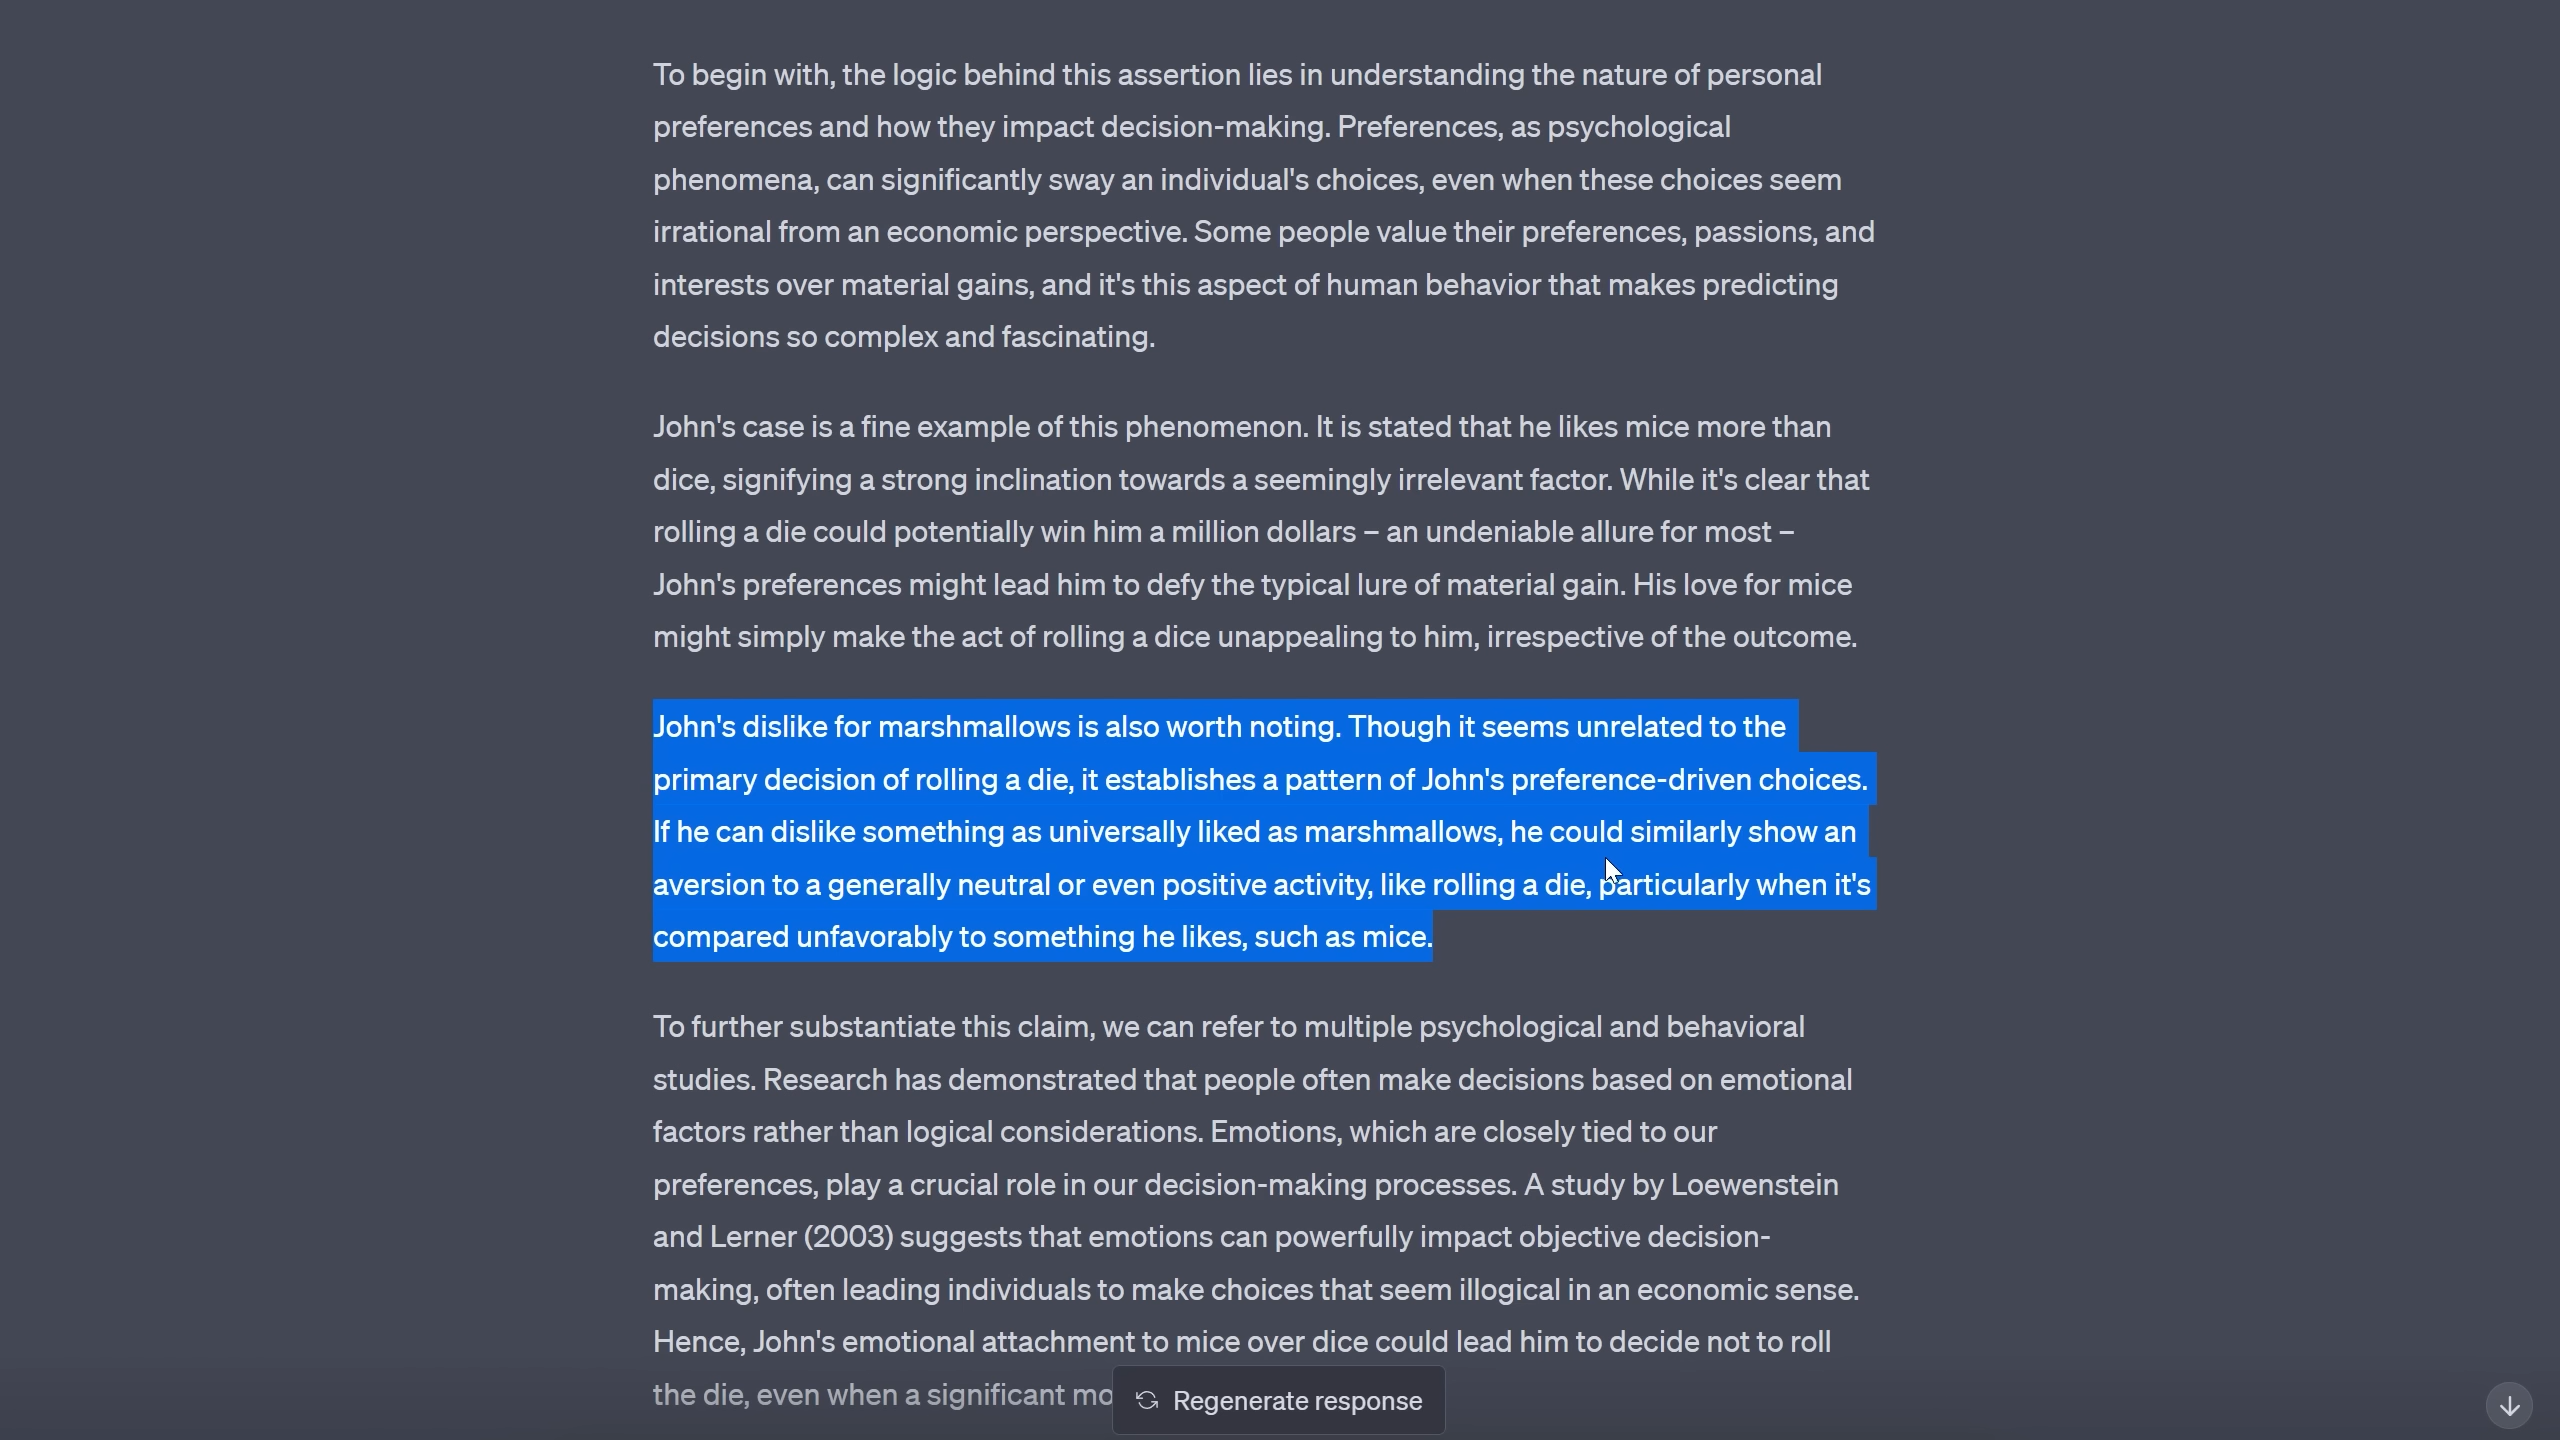 To begin with, the logic behind this assertion lies in understanding the nature of personal
preferences and how they impact decision-making. Preferences, as psychological
phenomena, can significantly sway an individual's choices, even when these choices seem
irrational from an economic perspective. Some people value their preferences, passions, and
interests over material gains, and it's this aspect of human behavior that makes predicting
decisions so complex and fascinating.
John's case is a fine example of this phenomenon. It is stated that he likes mice more than
dice, signifying a strong inclination towards a seemingly irrelevant factor. While it's clear that
rolling a die could potentially win him a million dollars – an undeniable allure for most –
John's preferences might lead him to defy the typical lure of material gain. His love for mice
might simply make the act of rolling a dice unappealing to him, irrespective of the outcome.
John's dislike for marshmallows is also worth noting. Though it seems unrelated to the
primary decision of rolling a die, it establishes a pattern of John's preference-driven choices.
If he can dislike something as universally liked as marshmallows, he could similarly show an
aversion to a generally neutral or even positive activity, like rolling a die, particularly when it's
compared unfavorably to something he likes, such as mice.
To further substantiate this claim, we can refer to multiple psychological and behavioral
studies. Research has demonstrated that people often make decisions based on emotional
factors rather than logical considerations. Emotions, which are closely tied to our
preferences, play a crucial role in our decision-making processes. A study by Loewenstein
and Lerner (2003) suggests that emotions can powerfully impact objective decision-
making, often leading individuals to make choices that seem illogical in an economic sense.
Hence, John's emotional attachment to mice over dice could lead him to decide not to roll
the die, even when a significant mo
Regenerate response